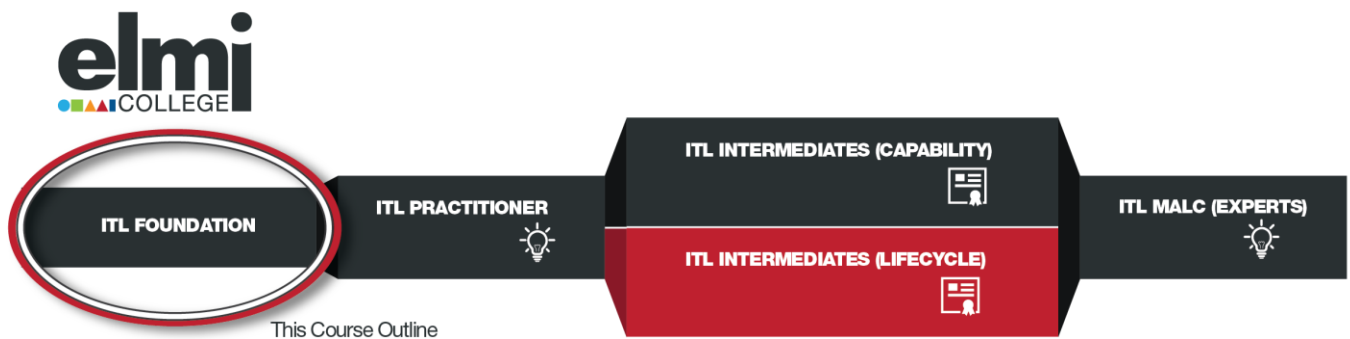 elmi
COLLEGE
ITL FOUNDATION
ITL PRACTITIONER
ITL INTERMEDIATES (CAPABILITY)
ITL INTERMEDIATES (LIFECYCLE)
ITL MALC (EXPERTS)
This Course Outline